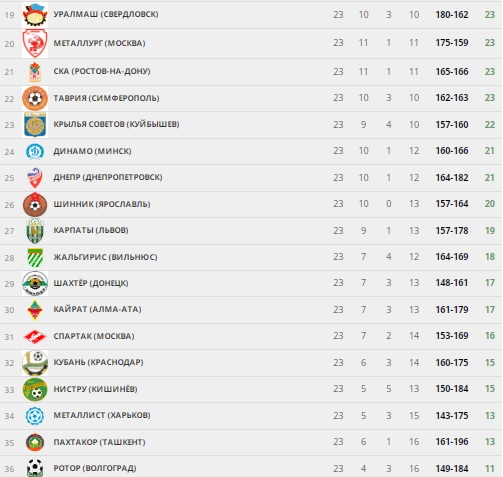 19 УРАЛМАШ (СВЕРДЛОВСК) 23 10 3 10 180-162 23
20 МЕТАЛЛУРГ (МОСКВА) 23 11 1 11 175-159 23
21 СКА (РОСТОВ-НА-ДОНУ) 23 11 1 11 165-166 23
22 ТАВРИЯ (СИМФЕРОПОЛЬ) 23 10 3 10 162-163 23
23 КРЫЛЬЯ СОВЕТОВ (КУЙБЫШЕВ) 23 9 4 10 157-160 22
24 ДИНАМО (МИНСК) 23 10 1 12 160-166 21
25 ДНЕПР (ДНЕПРОПЕТРОВСК) 23 10 1 12 164-182 21
26 ШИННИК (ЯРОСЛАВЛЬ) 23 10 0 13 157-164 20
27 КАРПАТЫ (ЛЬВОВ) 23 9 1 13 157-178 19
28 ЖАЛЬГИРИС (ВИЛЬНЮС) 23 7 4 12 164-169 18
29 ШАХТЁР (ДОНЕЦК) 23 7 3 13 148-161 17
30 КАЙРАТ (АЛМА-АТА) 23 7 3 13 161-179 17
31 СПАРТАК (МОСКВА) 23 7 2 14 153-169 16
32 КУБАНЬ (КРАСНОДАР) 23 6 3 14 160-175 15
33 НИСТРУ (КИШИНЁВ) 23 5 5 13 150-184 15
34 МЕТАЛЛИСТ (ХАРЬКОВ) 23 5 3 15 143-175 13
35 ПАХТАКОР (ТАШКЕНТ) 23 6 1 16 161-196 13
36 РОТОР (ВОЛГОГРАД) 23 4 3 16 149-184 11